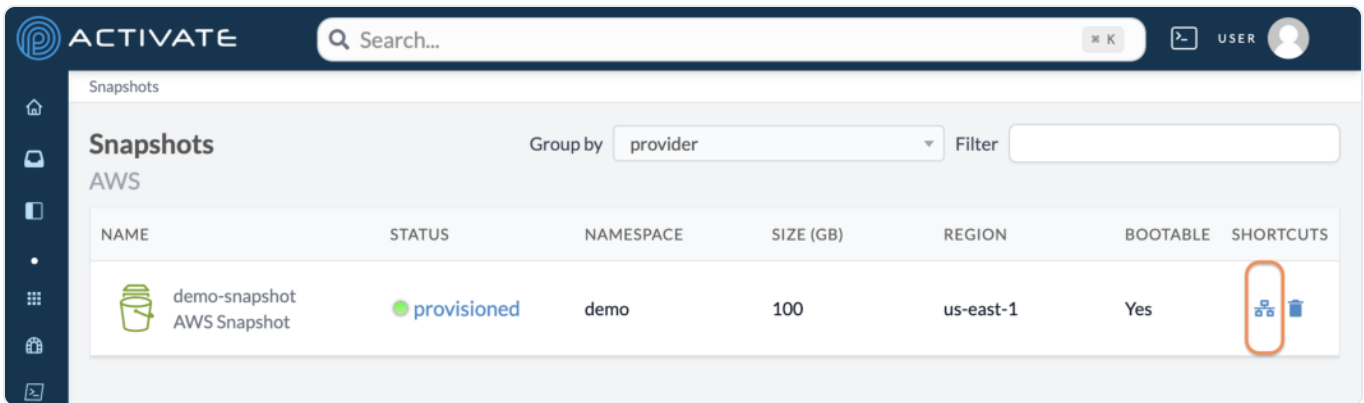 ACTIVATE
Search...
⌘ K
USER
Snapshots
Snapshots
Group by provider
Filter
AWS
NAME STATUS NAMESPACE SIZE (GB) REGION BOOTABLE SHORTCUTS
demo-snapshot
AWS Snapshot
provisioned demo 100 us-east-1 Yes